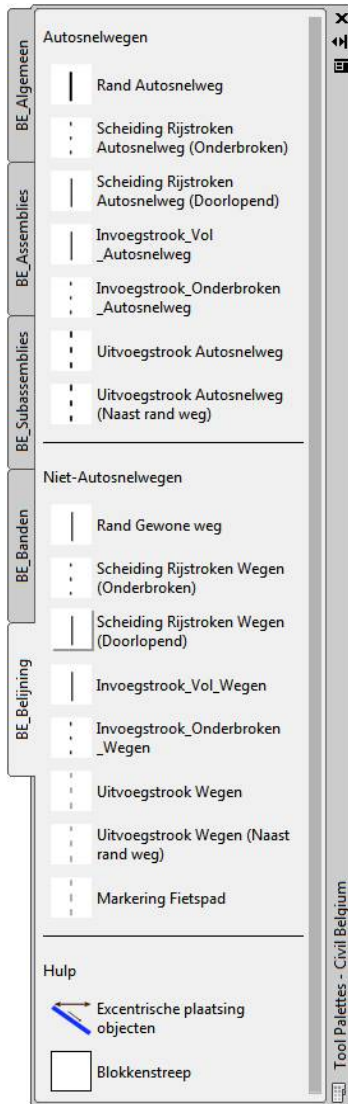 Autosnelwegen
Rand Autosnelweg
Scheiding Rijstroken
Autosnelweg (Onderbroken)
Scheiding Rijstroken
Autosnelweg (Doorlopend)
Invoegstrook_Vol
_Autosnelweg
Invoegstrook_Onderbroken
_Autosnelweg
Uitvoegstrook Autosnelweg
Uitvoegstrook Autosnelweg
(Naast rand weg)
Niet-Autosnelwegen
Rand Gewone weg
Scheiding Rijstroken Wegen
(Onderbroken)
Scheiding Rijstroken Wegen
(Doorlopend)
Invoegstrook_Vol_Wegen
Invoegstrook_Onderbroken
_Wegen
Uitvoegstrook Wegen
Uitvoegstrook Wegen (Naast
rand weg)
Markering Fietspad
Hulp
Excentrische plaatsing
objecten
Blokkenstreep
BE_Algemeen
BE_Assemblies
BE_Subassemblies
BE_Banden
BE_Belijning
Tool Palettes - Civil Belgium